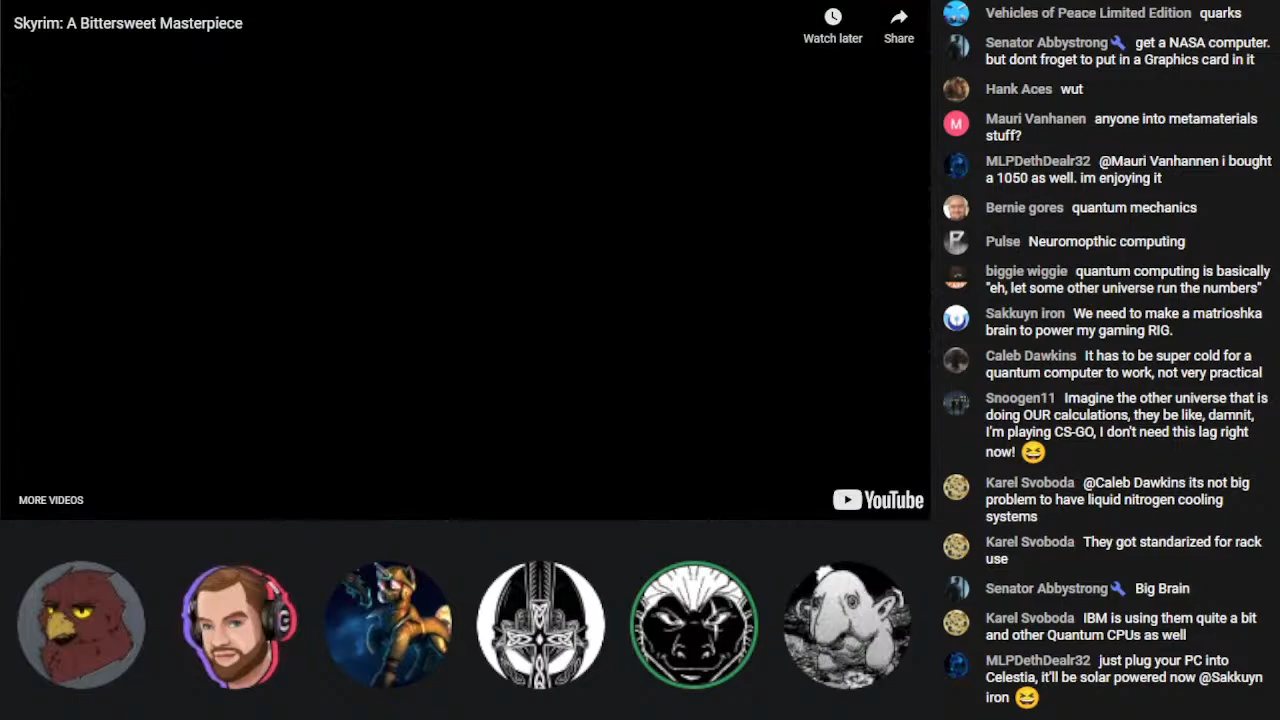 Skyrim: A Bittersweet Masterpiece
Watch later
Share
MORE VIDEOS
YouTube
Vehicles of Peace Limited Edition quarks
Senator Abbystrong get a NASA computer.
but dont froget to put in a Graphics card in it
Hank Aces wut
M
Mauri Vanhanen anyone into metamaterials
stuff?
MLPDethDealr32 @Mauri Vanhannen i bought
a 1050 as well. im enjoying it
Bernie gores quantum mechanics
Pulse Neuromopthic computing
biggie wiggie quantum computing is basically
"eh, let some other universe run the numbers"
Sakkuyn iron We need to make a matrioshka
brain to power my gaming RIG.
Caleb Dawkins It has to be super cold for a
quantum computer to work, not very practical
Snoogen11 Imagine the other universe that is
doing OUR calculations, they be like, damnit,
I'm playing CS-GO, I don't need this lag right
now! 😆
Karel Svoboda @Caleb Dawkins its not big
problem to have liquid nitrogen cooling
systems
Karel Svoboda They got standarized for rack
use
Senator Abbystrong Big Brain
Karel Svoboda IBM is using them quite a bit
and other Quantum CPUs as well
MLPDethDealr32 just plug your PC into
Celestia, it'll be solar powered now @Sakkuyn
iron 😆